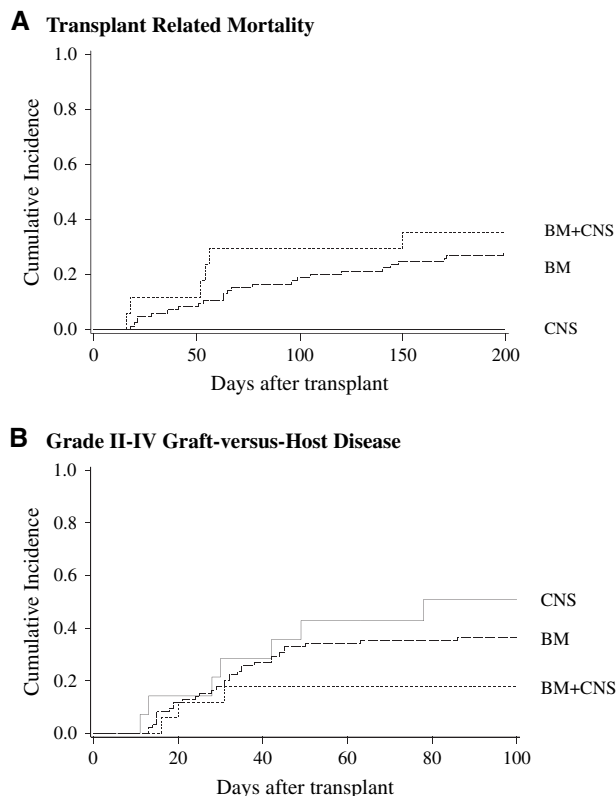 A Transplant Related Mortality
1.0
0.8
0.6
0.4
0.2
0.0
Cumulative Incidence
BM+CNS
BM
CNS
0 50 100 150 200
Days after transplant
B Grade II-IV Graft-versus-Host Disease
1.0
0.8
0.6
0.4
0.2
0.0
Cumulative Incidence
CNS
BM
BM+CNS
0 20 40 60 80 100
Days after transplant